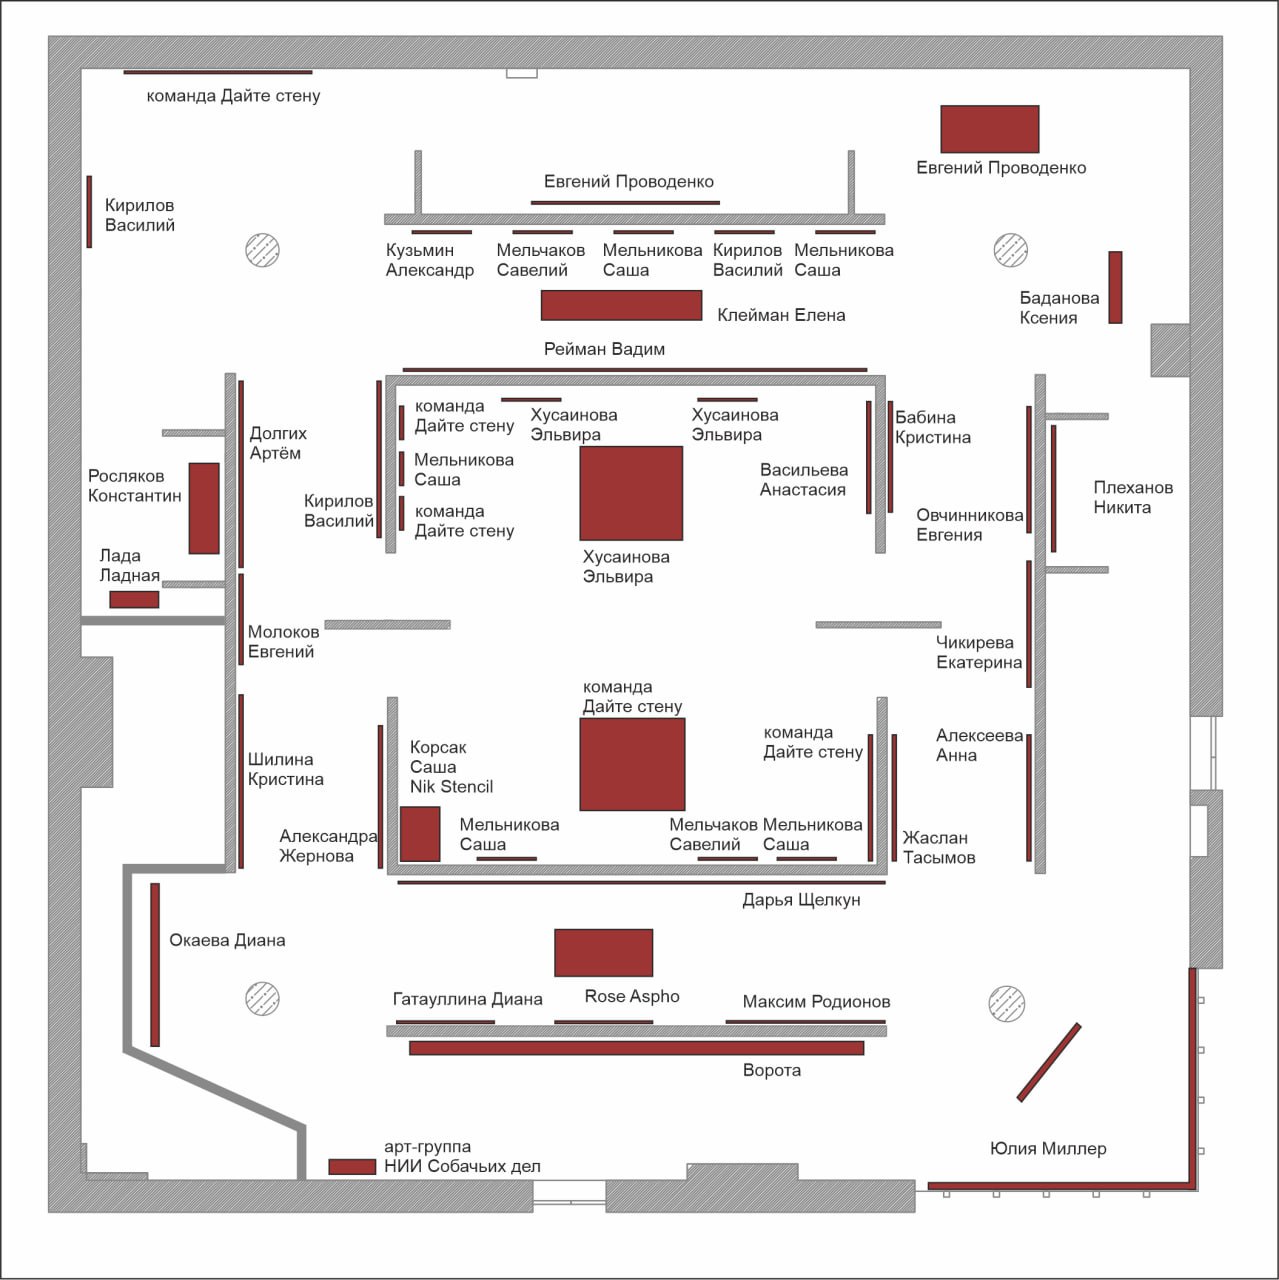 команда Дайте стену
Евгений Проводенко
Евгений Проводенко
Кирилов
Василий
Кузьмин
Александр
Мельчаков
Савелий
Мельникова
Саша
Кирилов
Василий
Мельникова
Саша
Клейман Елена
Баданова
Ксения
Рейман Вадим
Долгих
Артём
команда
Дайте стену
Хусаинова
Эльвира
Хусаинова
Эльвира
Бабина
Кристина
Росляков
Константин
Кирилов
Василий
Мельникова
Саша
команда
Дайте стену
Васильева
Анастасия
Овчинникова
Евгения
Плеханов
Никита
Лада
Ладная
Хусаинова
Эльвира
Молоков
Евгений
Чикирева
Екатерина
команда
Дайте стену
Шилина
Кристина
Корсак
Саша
Nik Stencil
команда
Дайте стену
Алексеева
Анна
Александра
Жернова
Мельникова
Саша
Мельчаков
Савелий
Мельникова
Саша
Жаслан
Тасымов
Дарья Щелкун
Окаева Диана
Гатауллина Диана
Rose Aspho
Максим Родионов
Ворота
арт-группа
НИИ Собачьих дел
Юлия Миллер